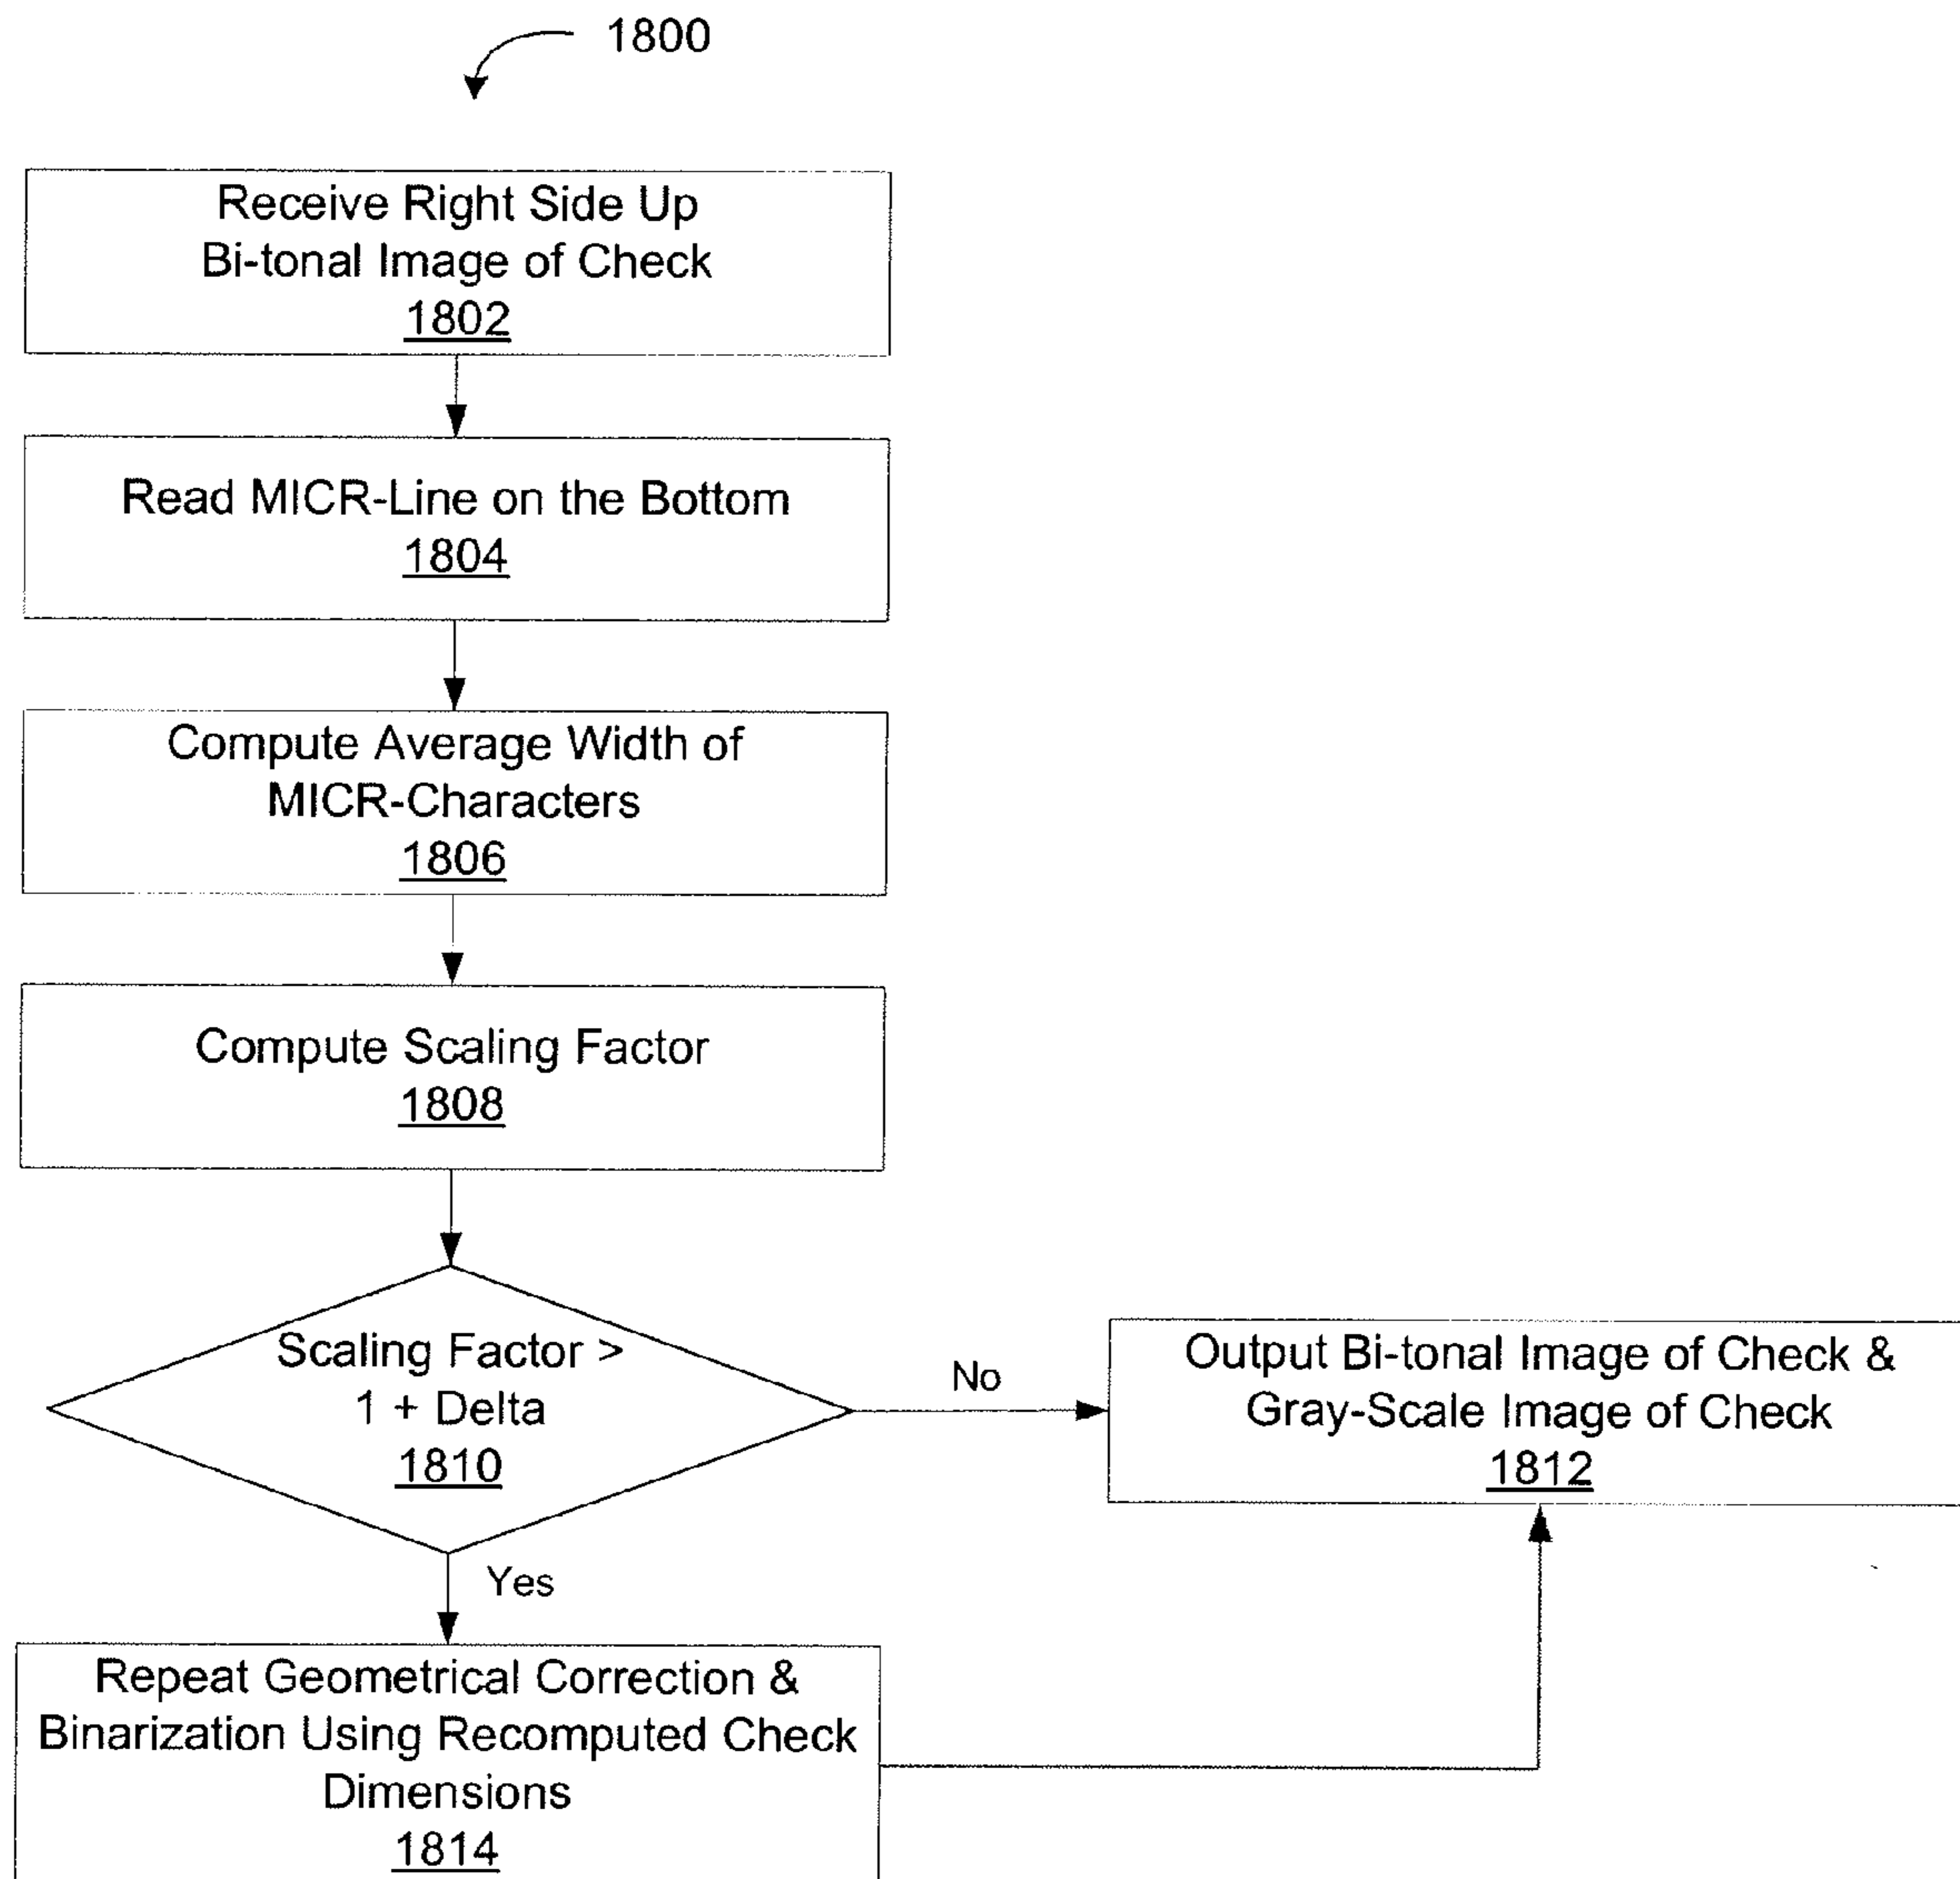 1800
Receive Right Side Up
Bi-tonal Image of Check
1802
Read MICR-Line on the Bottom
1804
Compute Average Width of
MICR-Characters
1806
Compute Scaling Factor
1808
Scaling Factor >
1 + Delta
1810
No
Output Bi-tonal Image of Check &
Gray-Scale Image of Check
1812
Yes
Repeat Geometrical Correction &
Binarization Using Recomputed Check
Dimensions
1814